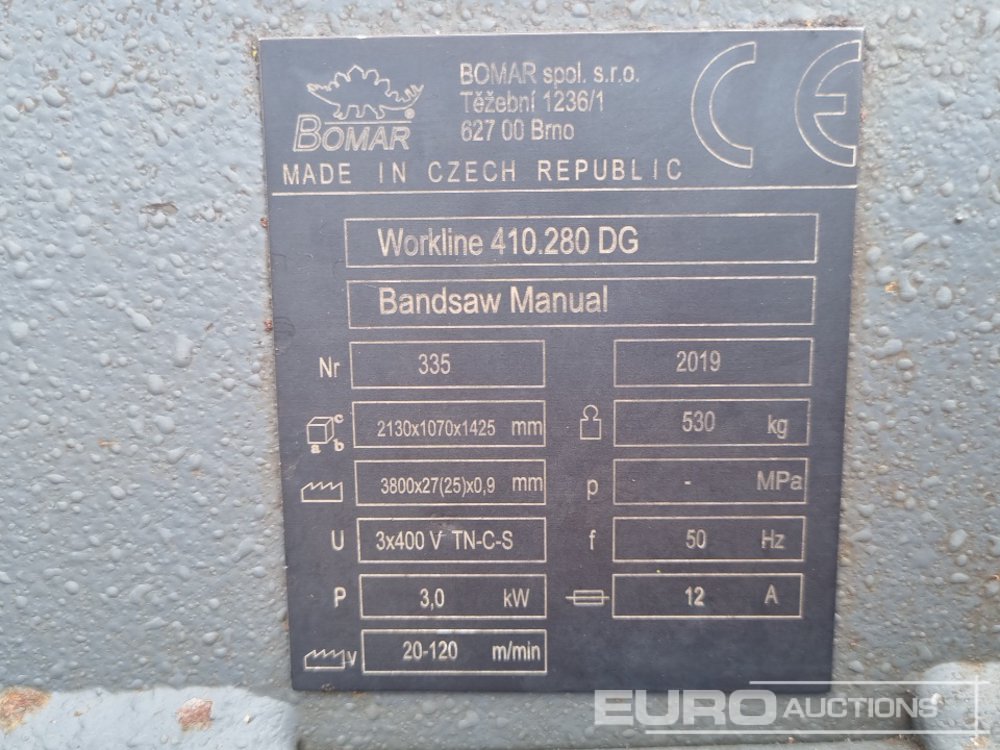 BOMAR®
BOMAR spol. s.r.o.
Těžební 1236/1
627 00 Brno
CE
MADE IN CZECH REPUBLIC
Workline 410.280 DG
Bandsaw Manual
Nr 335 2019
a b c 2130x1070x1425 mm 530 kg
3800x27(25)x0,9 mm p - MPa
U 3x400 V TN-C-S f 50 Hz
P 3,0 kW 12 A
v 20-120 m/min
EURO AUCTIONS